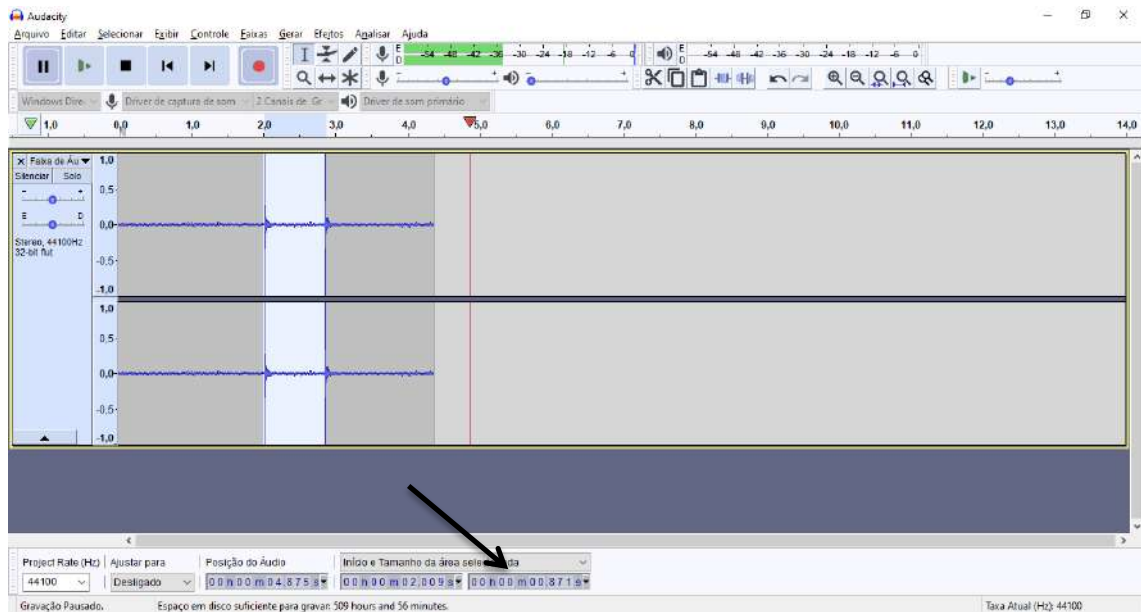 Audacity
Arquivo Editar Selecionar Exibir Controle Faixas Gerar Efeitos Analisar Ajuda
E D -54 -48 -42 -36 -30 -24 -18 -12 -6 0 E D -54 -48 -42 -36 -30 -24 -18 -12 -6 0
Windows Dire Driver de captura de som 2 Canais de Gr Driver de som primário
1,0 0,0 1,0 2,0 3,0 4,0 5,0 6,0 7,0 8,0 9,0 10,0 11,0 12,0 13,0 14,0
x Faixa de Áu 1,0
Silenciar Solo
- + 0,5
E D 0,0
Stereo, 44100Hz
32-bit flut
-0,5
-1,0
1,0
0,5
0,0
-0,5
-1,0
Project Rate (Hz) Ajustar para Posição do Áudio Início e Tamanho da área sele da
44100 Desligado 00 h 00 m 04,875 s 00 h 00 m 02,009 s 00 h 00 m 00,871 s
Gravação Pausado. Espaço em disco suficiente para gravar: 509 hours and 56 minutes. Taxa Atual (Hz): 44100